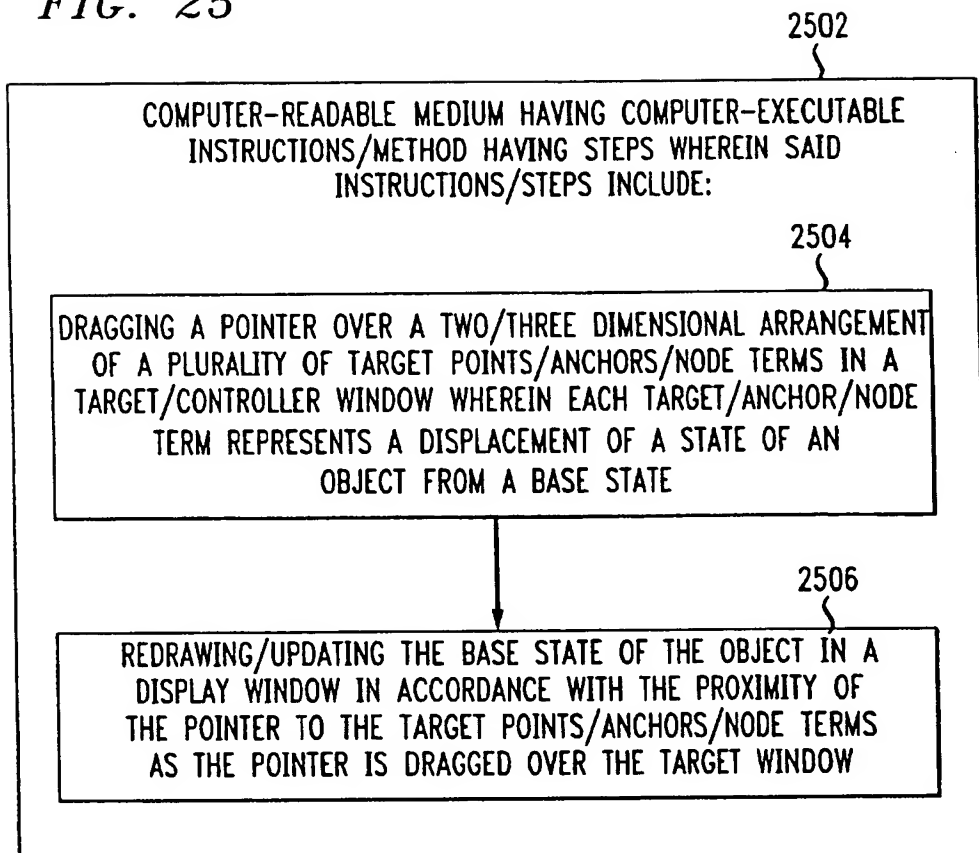 FIG. 25
2502
COMPUTER-READABLE MEDIUM HAVING COMPUTER-EXECUTABLE
INSTRUCTIONS/METHOD HAVING STEPS WHEREIN SAID
INSTRUCTIONS/STEPS INCLUDE:
2504
DRAGGING A POINTER OVER A TWO/THREE DIMENSIONAL ARRANGEMENT
OF A PLURALITY OF TARGET POINTS/ANCHORS/NODE TERMS IN A
TARGET/CONTROLLER WINDOW WHEREIN EACH TARGET/ANCHOR/NODE
TERM REPRESENTS A DISPLACEMENT OF A STATE OF AN
OBJECT FROM A BASE STATE
2506
REDRAWING/UPDATING THE BASE STATE OF THE OBJECT IN A
DISPLAY WINDOW IN ACCORDANCE WITH THE PROXIMITY OF
THE POINTER TO THE TARGET POINTS/ANCHORS/NODE TERMS
AS THE POINTER IS DRAGGED OVER THE TARGET WINDOW